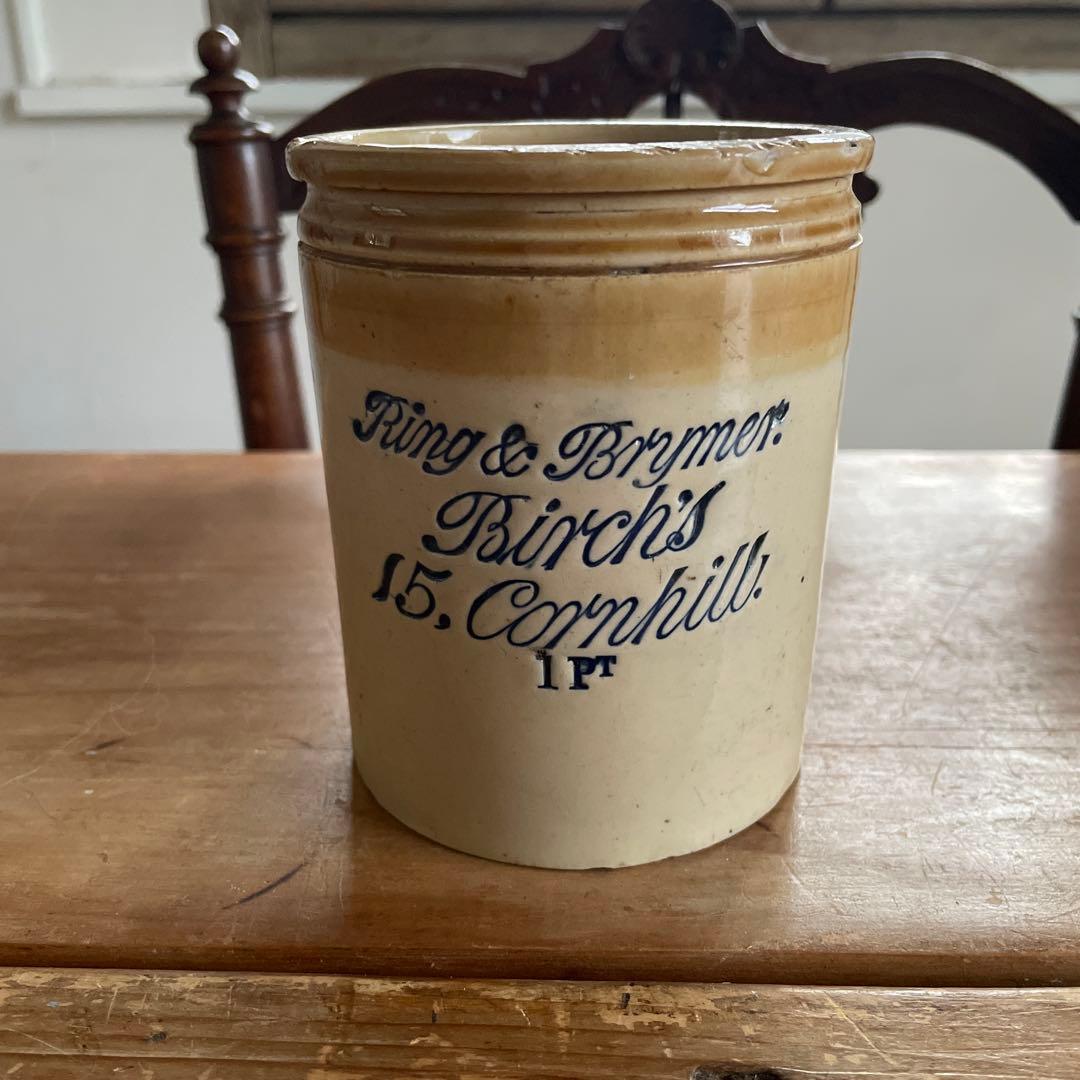 Ring & Brymer.
Birch's
15, Cornhill.
1 PT